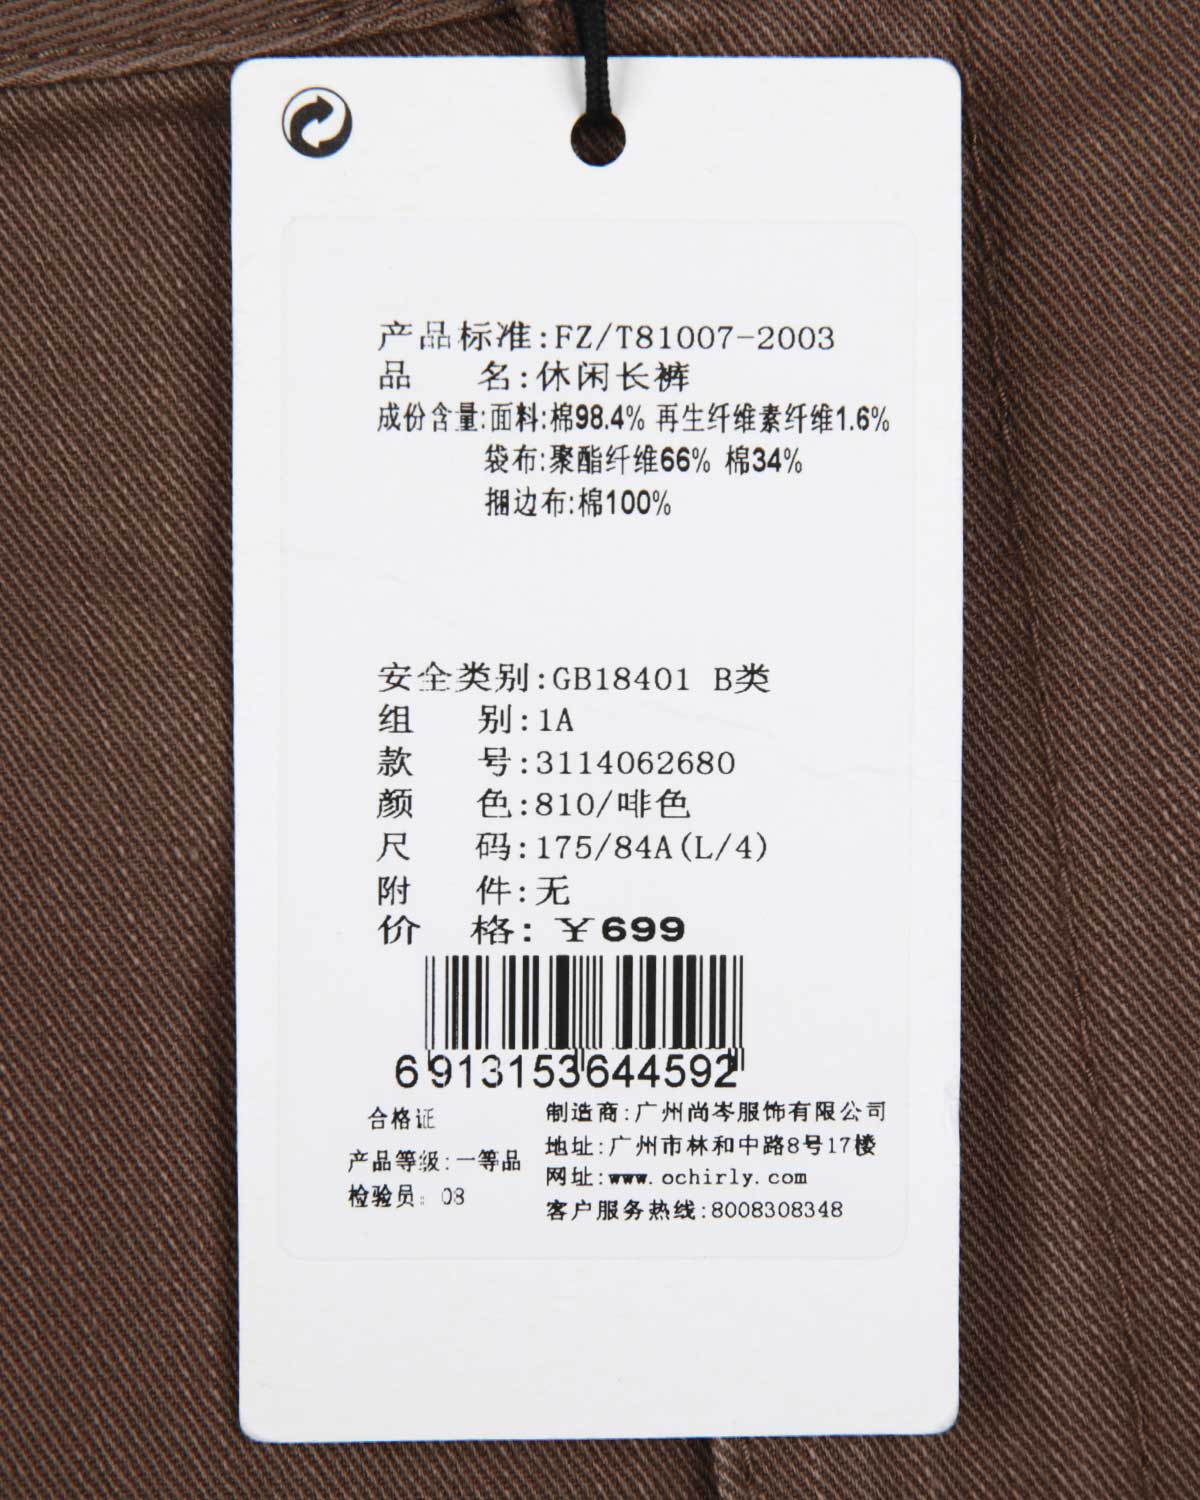 产品标准:FZ/T81007-2003
品 名:休闲长裤
成份含量:面料:棉98.4% 再生纤维素纤维1.6%
袋布:聚酯纤维66% 棉34%
捆边布:棉100%
安全类别:GB18401 B类
组 别:1A
款 号:3114062680
颜 色:810/啡色
尺 码:175/84A(L/4)
附 件:无
价 格:￥699
6913153644592
合格证
产品等级:一等品
检验员:08
制造商:广州尚岑服饰有限公司
地址:广州市林和中路8号17楼
网址:www.ochirly.com
客户服务热线:8008308348